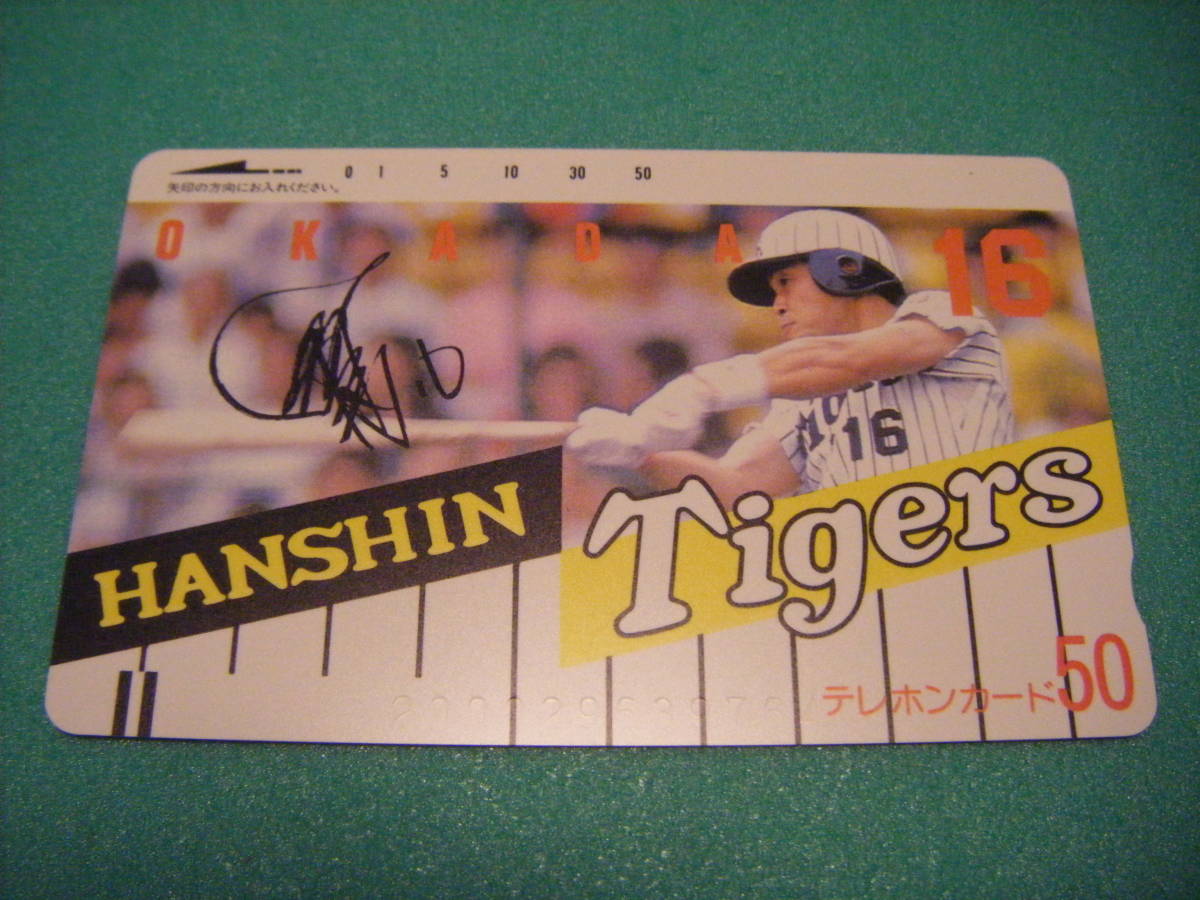 0 1 5 10 30 50
矢印の方向にお入れください。
OKADA 16
16
HANSHIN
Tigers
テレホンカード50